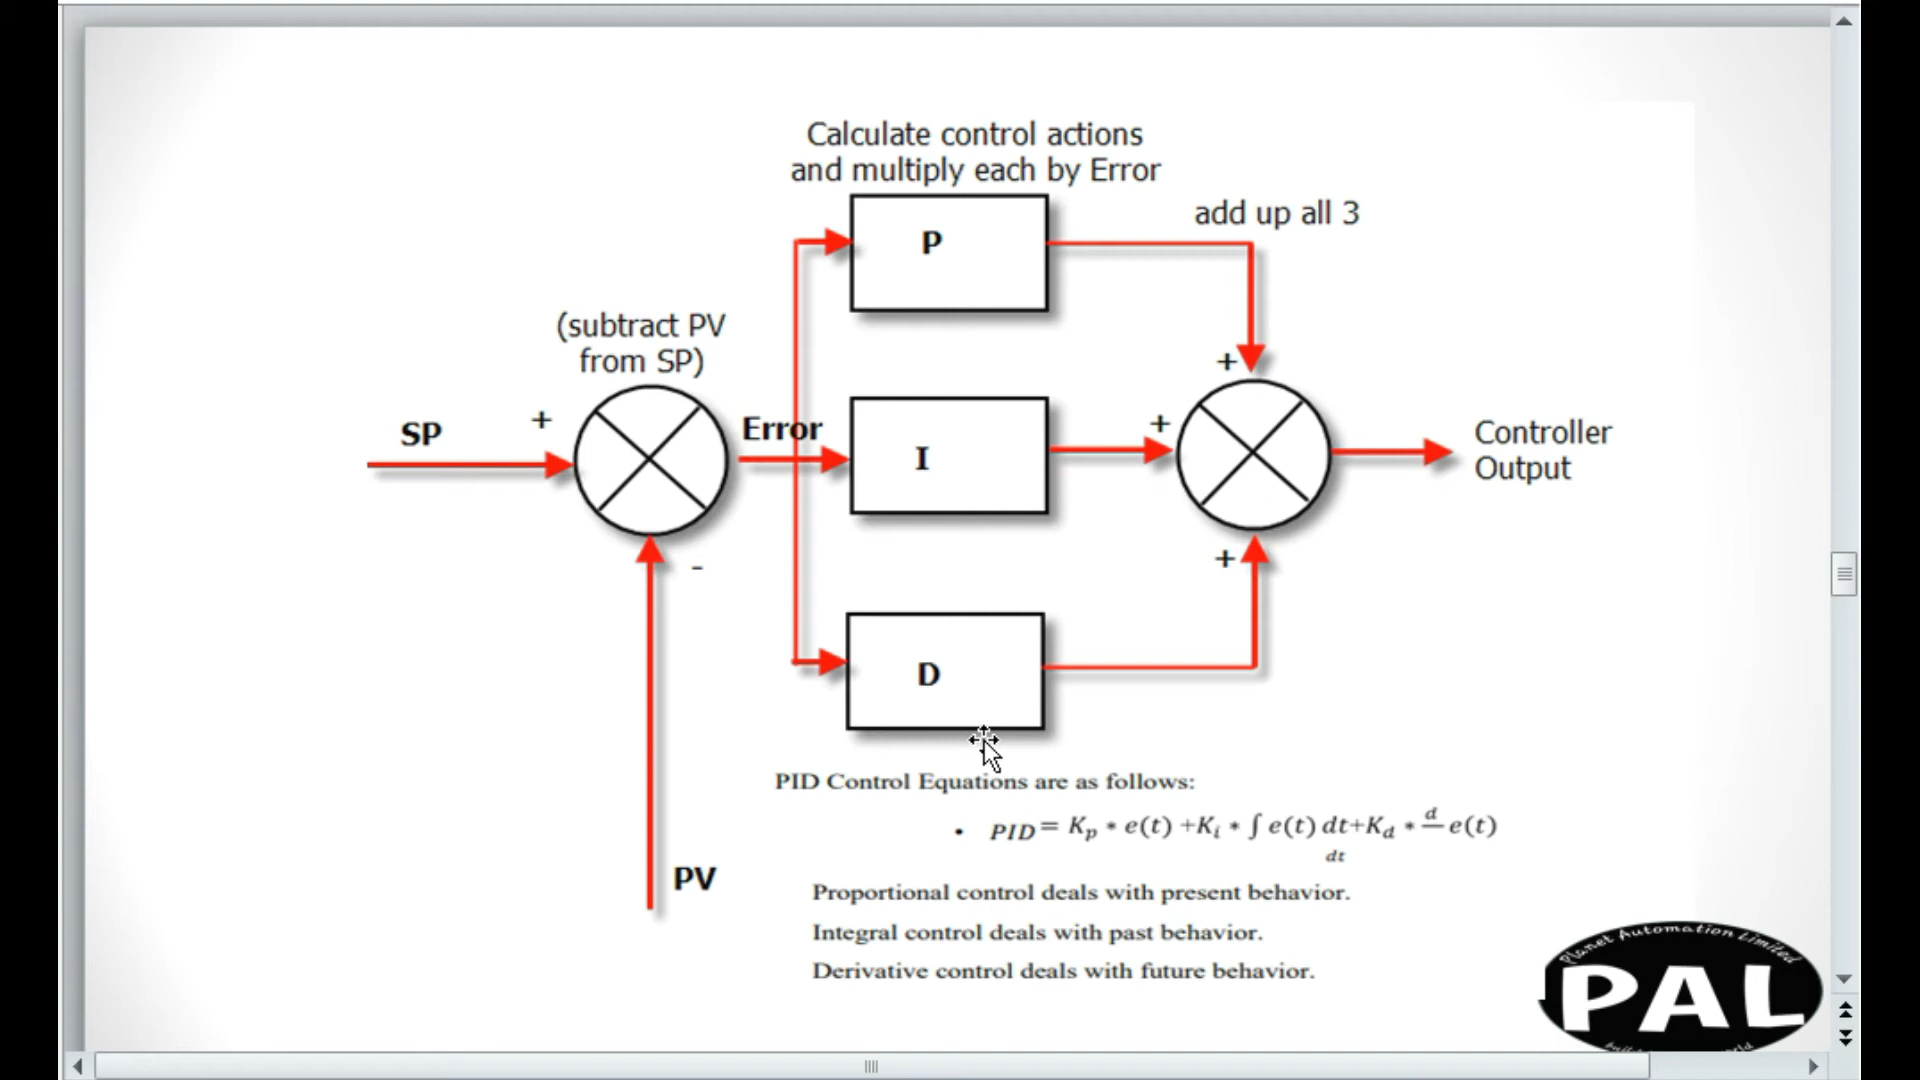 Calculate control actions
and multiply each by Error
P
add up all 3
(subtract PV
from SP)
SP
+
Error
I
+
+
Controller
Output
-
+
D
PID Control Equations are as follows:
• PID = Kp * e(t) +Ki * ∫ e(t) dt+Kd * d/dt e(t)
PV
Proportional control deals with present behavior.
Integral control deals with past behavior.
Derivative control deals with future behavior.
Planet Automation Limited
PAL